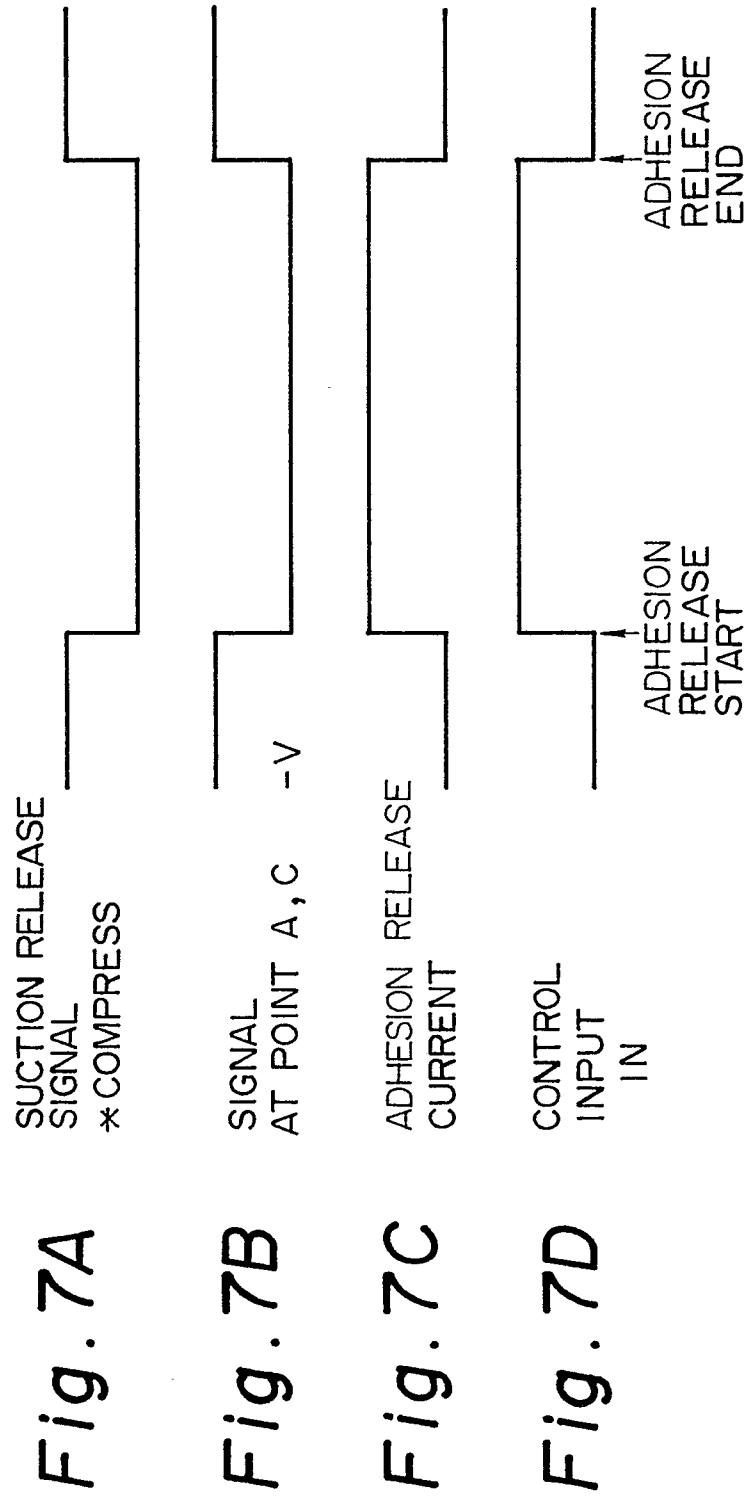 Fig. 7A
SUCTION RELEASE
SIGNAL
*COMPRESS
Fig. 7B
SIGNAL
AT POINT A, C -V
Fig. 7C
ADHESION RELEASE
CURRENT
Fig. 7D
CONTROL
INPUT
IN
ADHESION
RELEASE
START
ADHESION
RELEASE
END